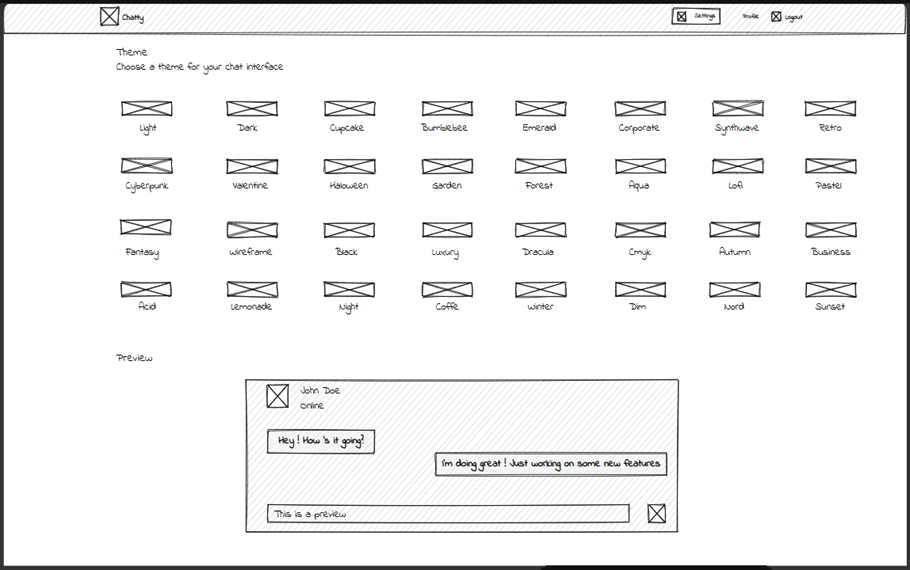 Chatty
Settings Profile Logout
Theme
Choose a theme for your chat interface
Light Dark Cupcake Bumblebee Emerald Corporate Synthwave Retro
Cyberpunk Valentine Haloween Garden Forest Aqua Lofi Pastel
Fantasy Wireframe Black Luxury Dracula Cmyk Autumn Business
Acid Lemonade Night Coffe Winter Dim Nord Sunset
Preview
John Doe
Online
Hey ! How 's it going?
I'm doing great ! Just working on some new features
This is a preview